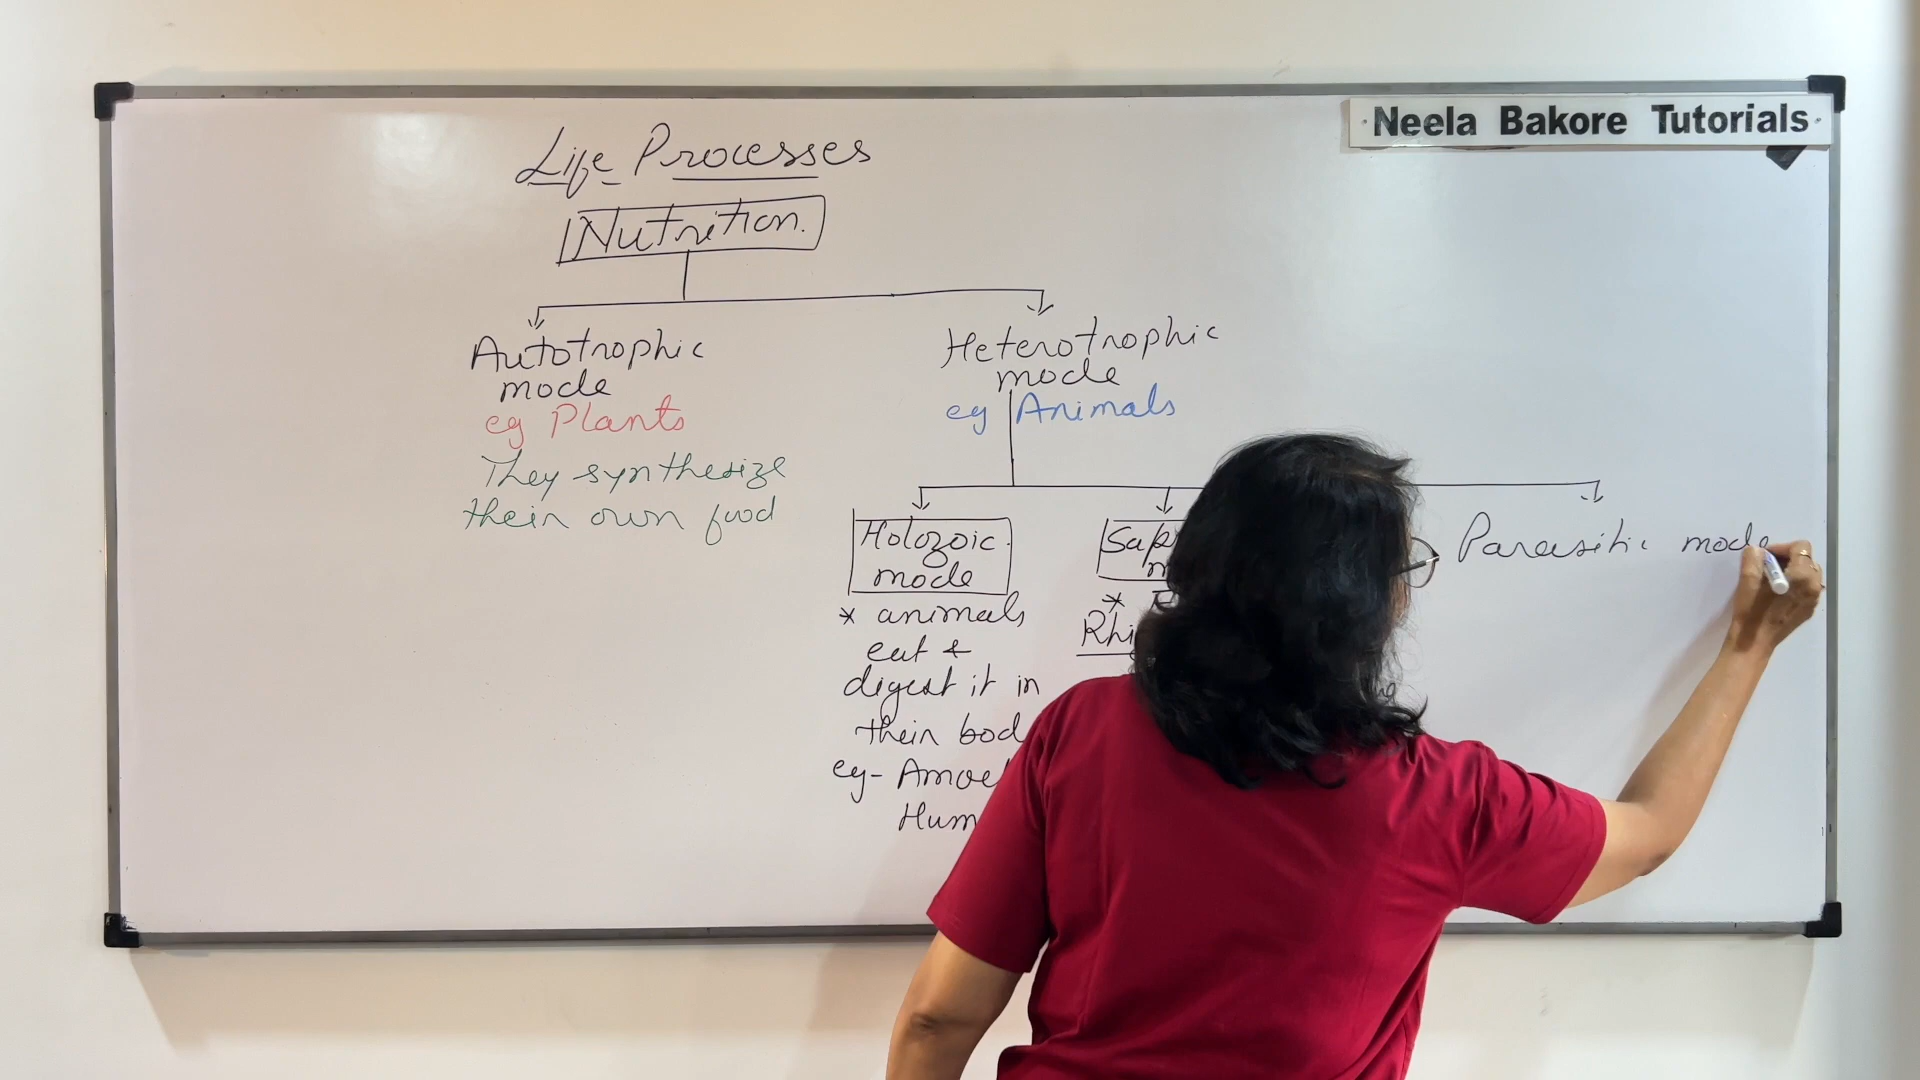 Neela Bakore Tutorials
Life Processes
Nutrition.
Autotrophic
mode
eg Plants
They synthesize
their own food
Heterotrophic
mode
eg Animals
Holozoic
mode
* animals
eat &
digest it in
their bod
eg- Amoe
Hum
Sap
*
Rhi
Parasitic mode